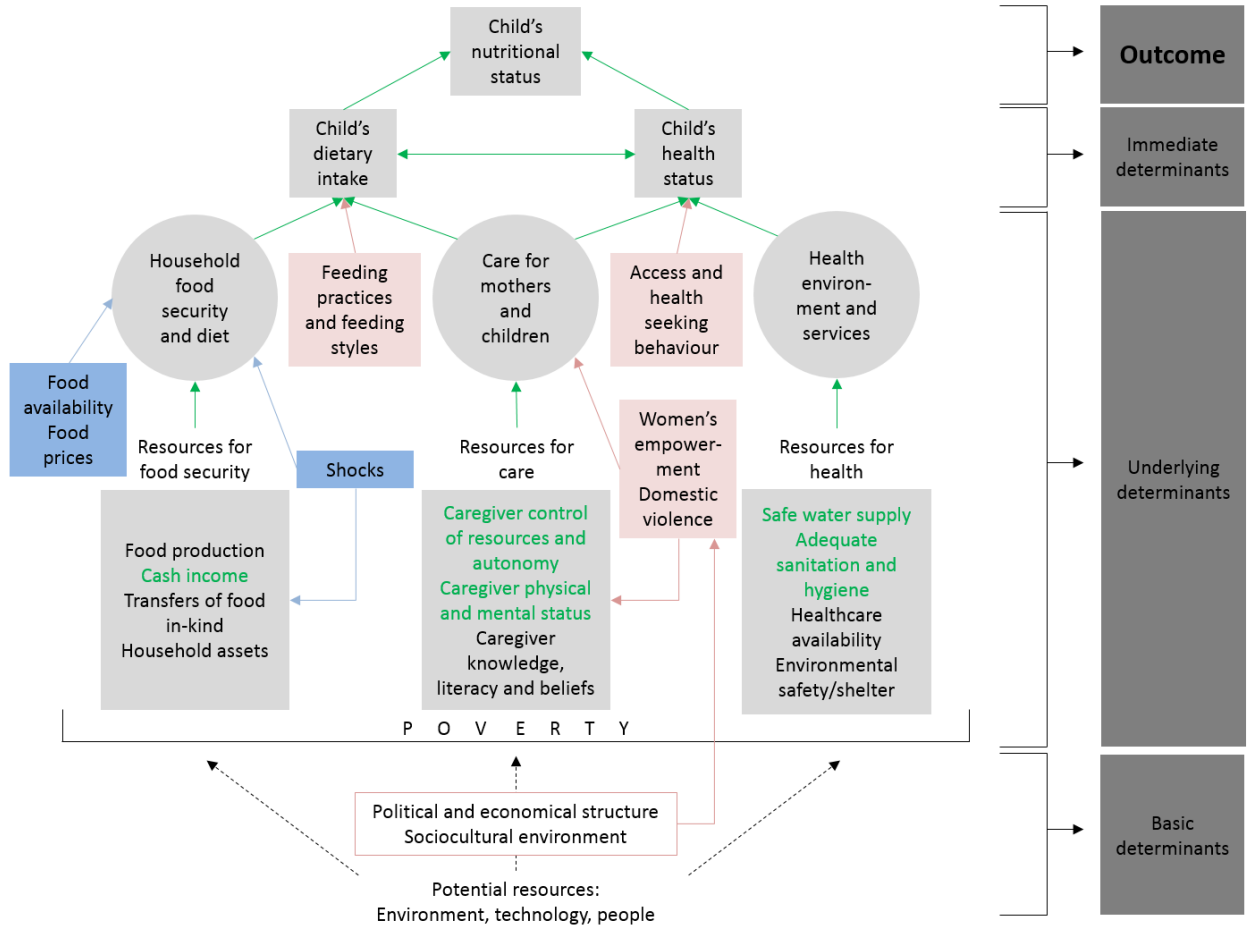 Child’s
nutritional
status
Outcome
Child’s
dietary
intake
Child’s
health
status
Immediate
determinants
Household
food
security
and diet
Feeding
practices
and feeding
styles
Care for
mothers
and
children
Access and
health
seeking
behaviour
Health
environ-
ment and
services
Food
availability
Food
prices
Resources for
food security
Shocks
Resources for
care
Women’s
empower-
ment
Domestic
violence
Resources for
health
Underlying
determinants
Food production
Cash income
Transfers of food
in-kind
Household assets
Caregiver control
of resources and
autonomy
Caregiver physical
and mental status
Caregiver
knowledge,
literacy and beliefs
Safe water supply
Adequate
sanitation and
hygiene
Healthcare
availability
Environmental
safety/shelter
P O V E R T Y
Political and economical structure
Sociocultural environment
Basic
determinants
Potential resources:
Environment, technology, people